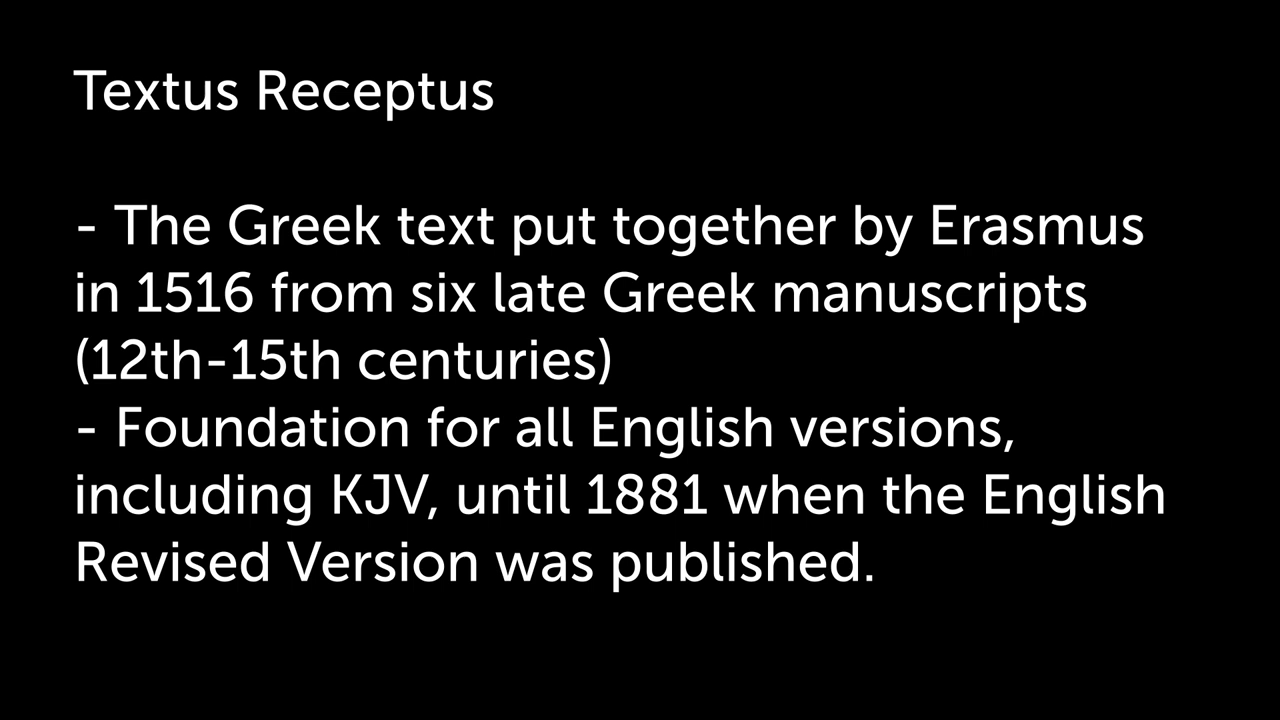 Textus Receptus
- The Greek text put together by Erasmus
in 1516 from six late Greek manuscripts
(12th-15th centuries)
- Foundation for all English versions,
including KJV, until 1881 when the English
Revised Version was published.